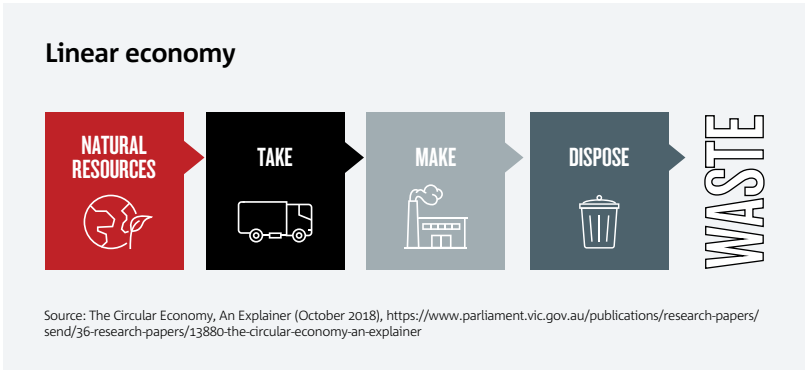 Linear economy
NATURAL
RESOURCES
TAKE
MAKE
DISPOSE
WASTE
Source: The Circular Economy, An Explainer (October 2018), https://www.parliament.vic.gov.au/publications/research-papers/
send/36-research-papers/13880-the-circular-economy-an-explainer